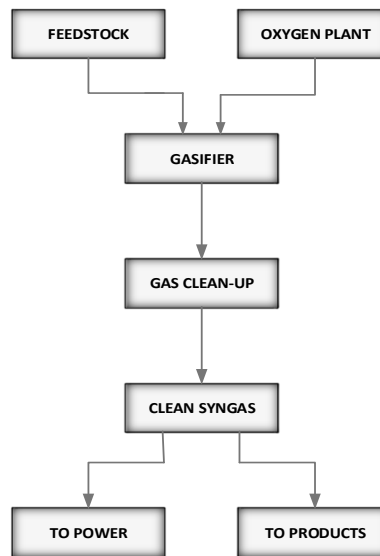 FEEDSTOCK
OXYGEN PLANT
GASIFIER
GAS CLEAN-UP
CLEAN SYNGAS
TO POWER
TO PRODUCTS